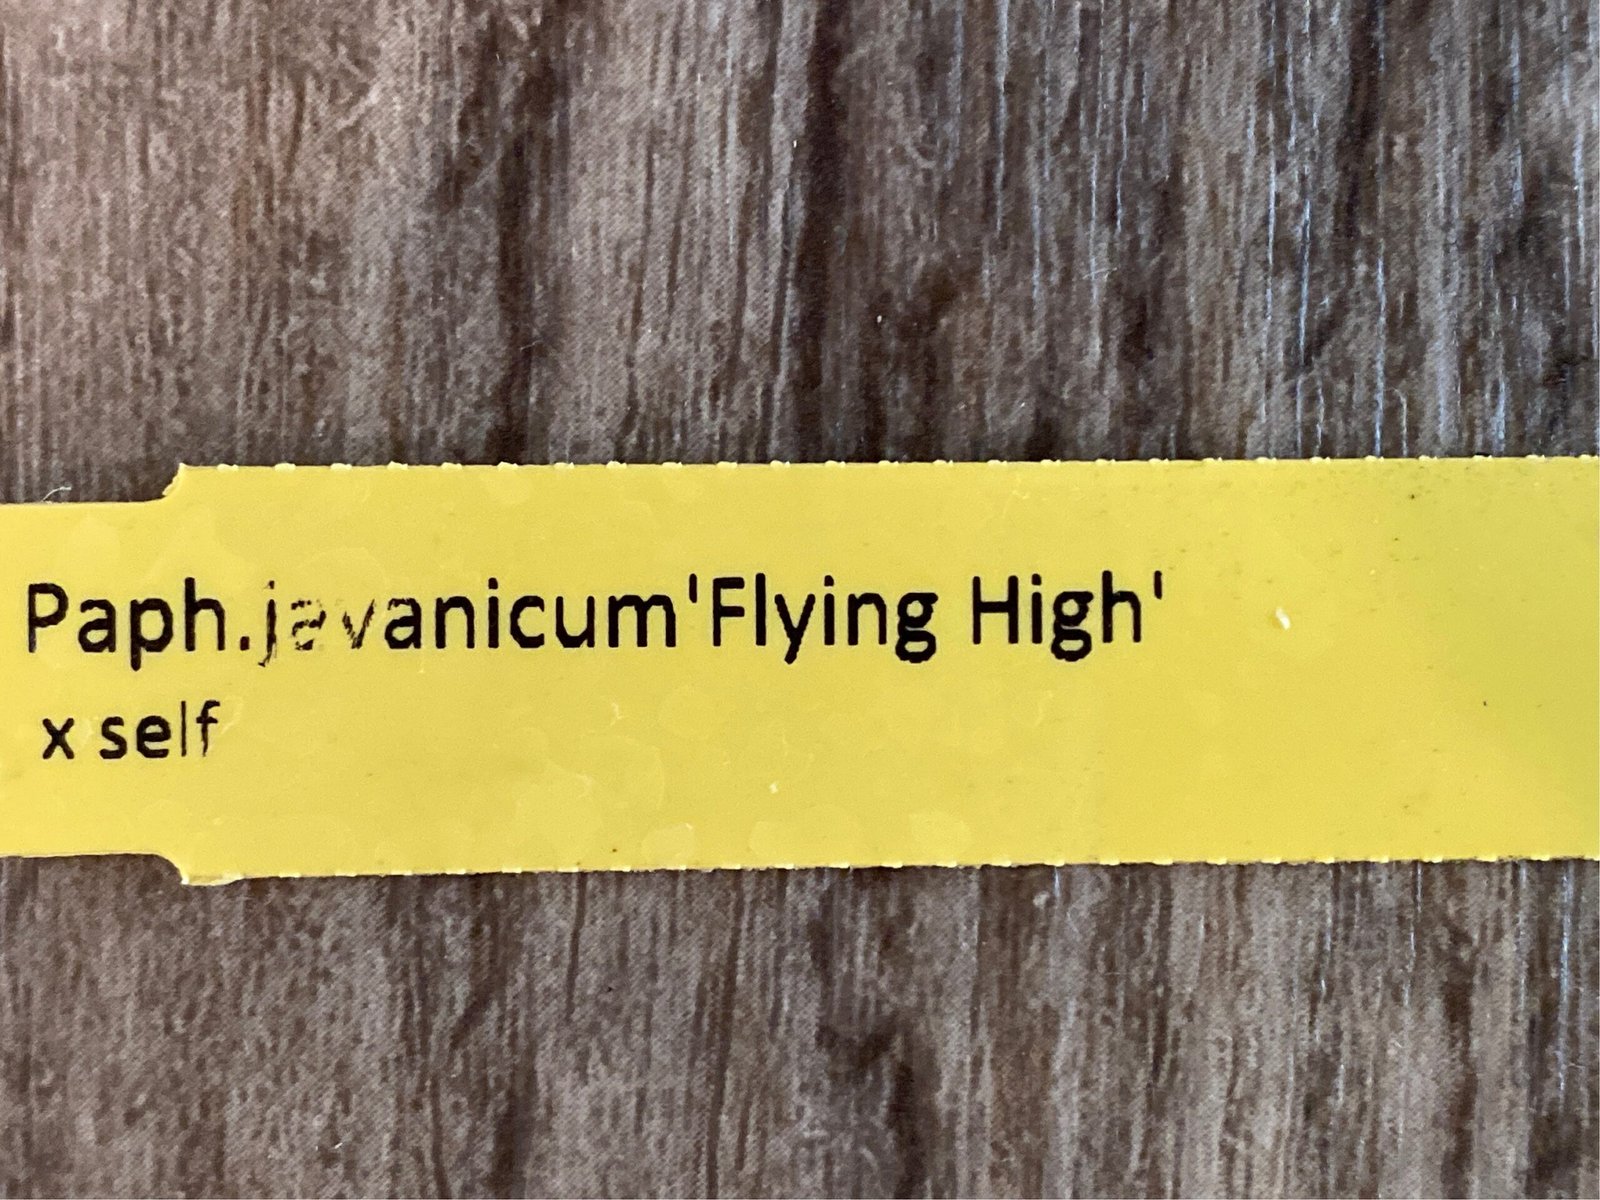 Paph.javanicum'Flying High'
x self